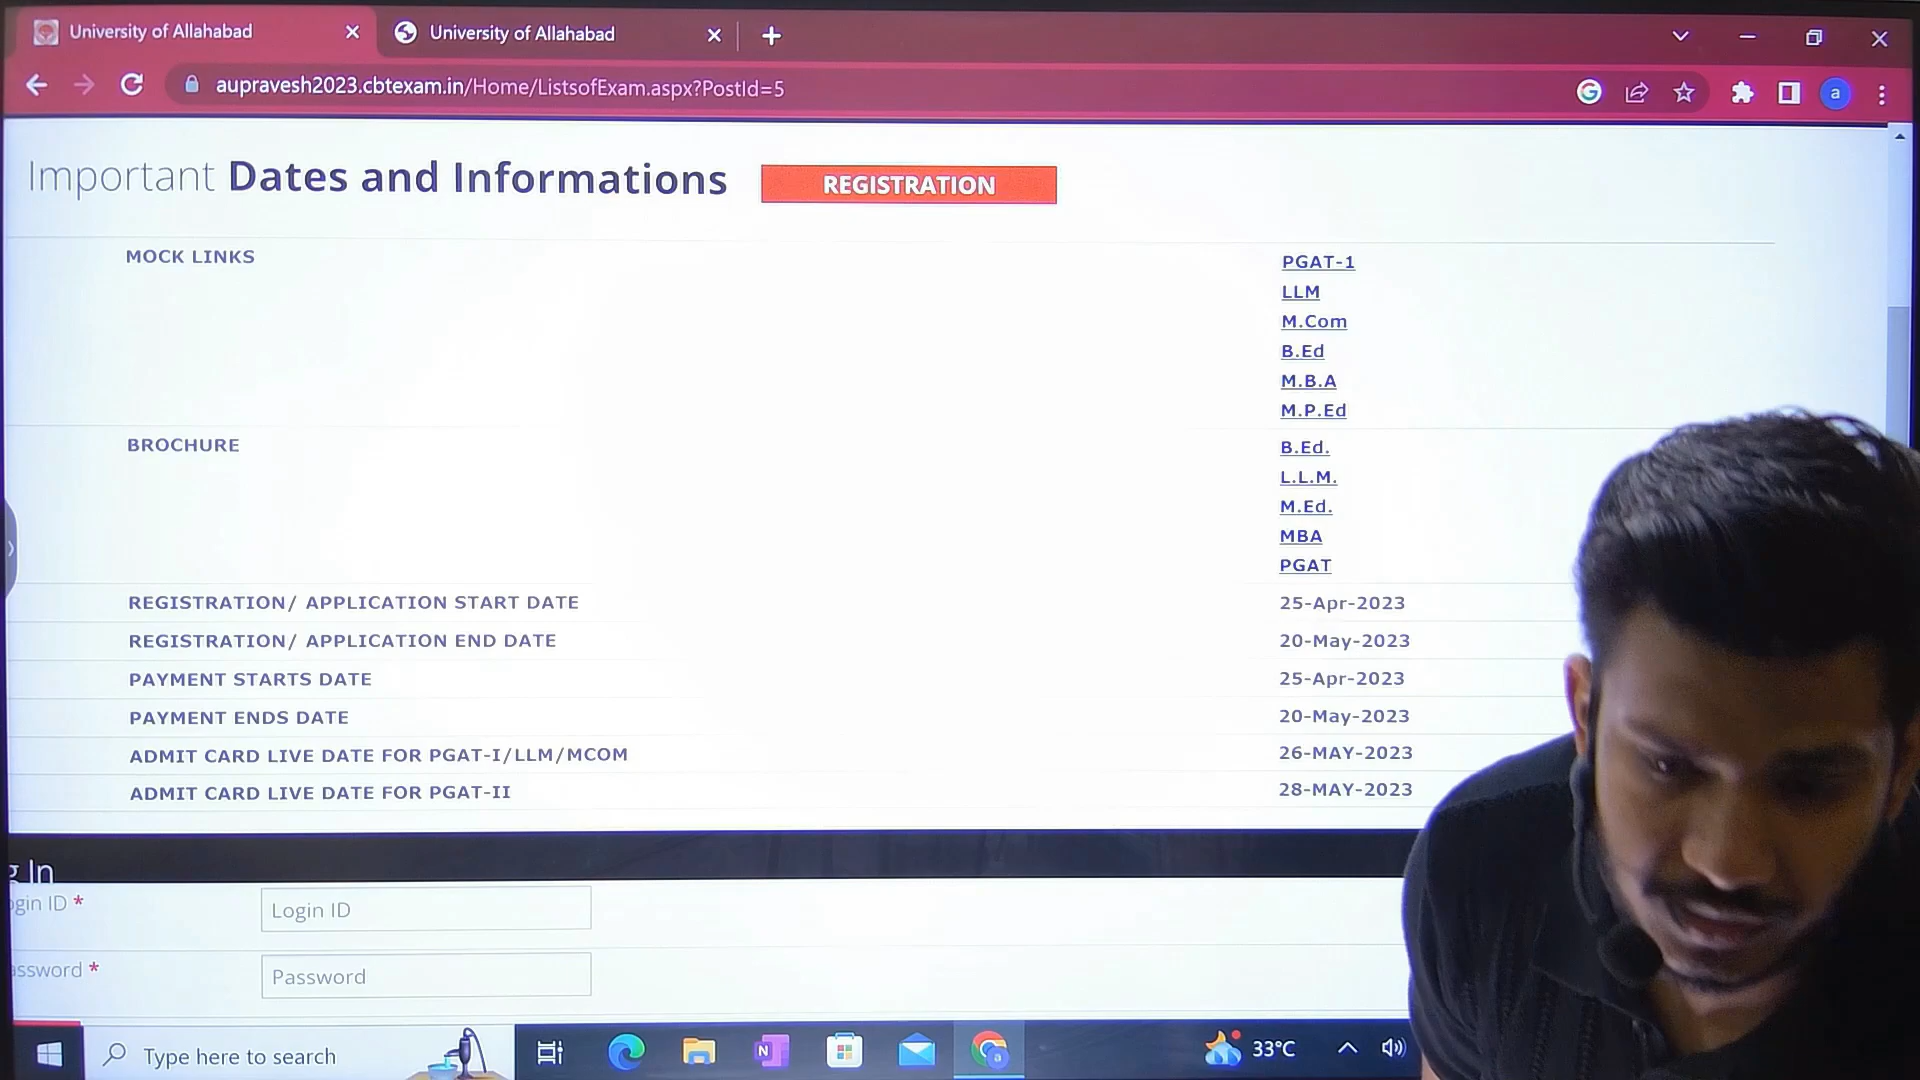 University of Allahabad
University of Allahabad
aupravesh2023.cbtexam.in/Home/ListsofExam.aspx?PostId=5
a
Important Dates and Informations
REGISTRATION
MOCK LINKS
PGAT-1
LLM
M.Com
B.Ed
M.B.A
M.P.Ed
BROCHURE
B.Ed.
L.L.M.
M.Ed.
MBA
PGAT
REGISTRATION/ APPLICATION START DATE 25-Apr-2023
REGISTRATION/ APPLICATION END DATE 20-May-2023
PAYMENT STARTS DATE 25-Apr-2023
PAYMENT ENDS DATE 20-May-2023
ADMIT CARD LIVE DATE FOR PGAT-I/LLM/MCOM 26-MAY-2023
ADMIT CARD LIVE DATE FOR PGAT-II 28-MAY-2023
g In
gin ID *
Login ID
assword *
Password
Type here to search
N
a
33°C